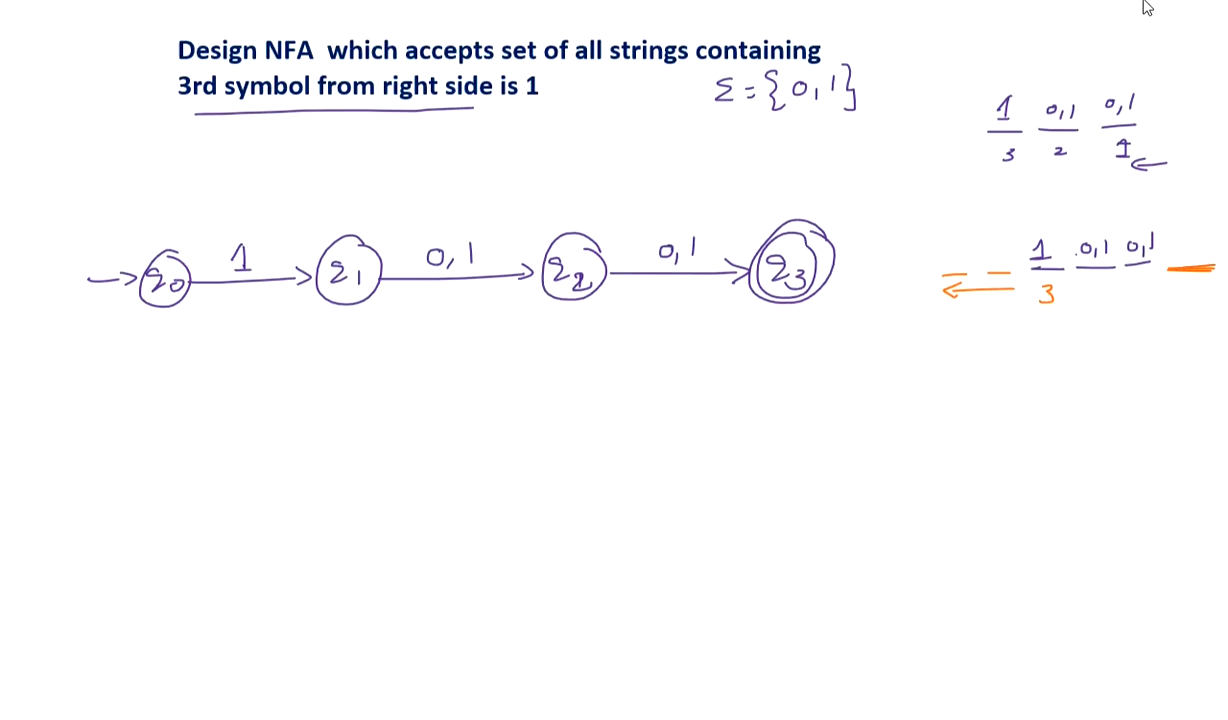 Design NFA which accepts set of all strings containing
3rd symbol from right side is 1
Σ = {0, 1}
1 0,1 0,1
3 2 1
q0 1 q1 0, 1 q2 0, 1 q3
1 0,1 0,1
3